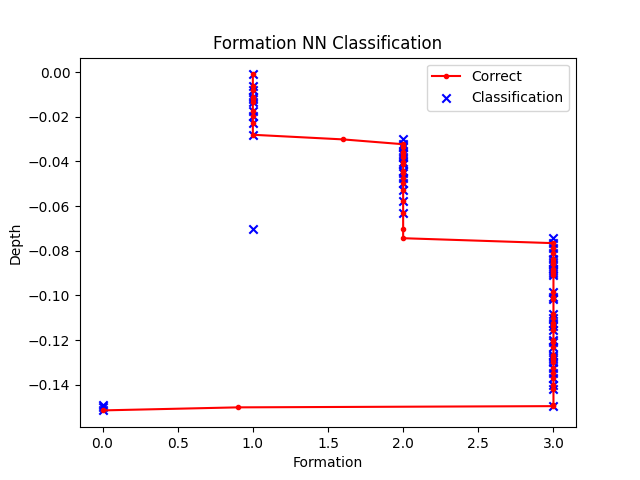 Formation NN Classification
Correct
Classification
0.00
−0.02
−0.04
−0.06
−0.08
−0.10
−0.12
−0.14
Depth
0.0 0.5 1.0 1.5 2.0 2.5 3.0
Formation